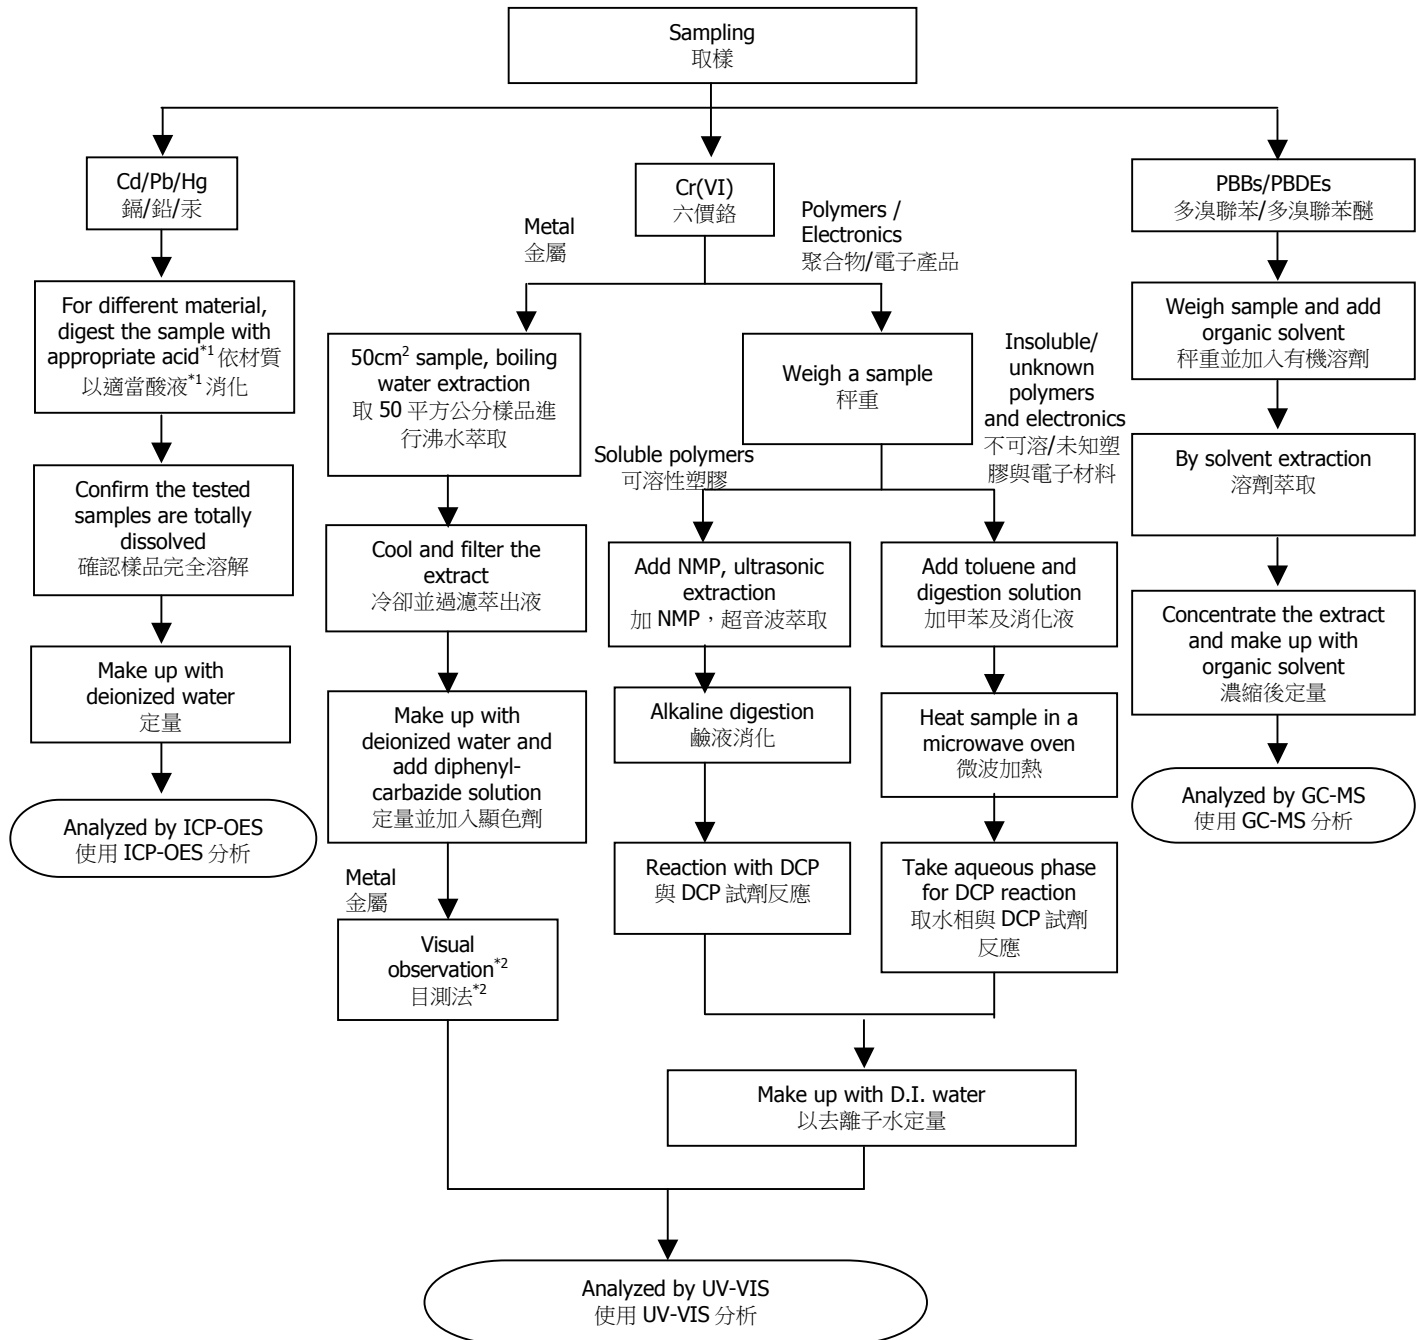 Sampling
取樣
Cd/Pb/Hg
鎘/鉛/汞
Cr(VI)
六價鉻
PBBs/PBDEs
多溴聯苯/多溴聯苯醚
Metal
金屬
Polymers /
Electronics
聚合物/電子產品
For different material,
digest the sample with
appropriate acid*1 依材質
以適當酸液*1 消化
50cm2 sample, boiling
water extraction
取 50 平方公分樣品進
行沸水萃取
Weigh a sample
秤重
Insoluble/
unknown
polymers
and electronics
不可溶/未知塑
膠與電子材料
Weigh sample and add
organic solvent
秤重並加入有機溶劑
Soluble polymers
可溶性塑膠
By solvent extraction
溶劑萃取
Confirm the tested
samples are totally
dissolved
確認樣品完全溶解
Cool and filter the
extract
冷卻並過濾萃出液
Add NMP, ultrasonic
extraction
加 NMP，超音波萃取
Add toluene and
digestion solution
加甲苯及消化液
Concentrate the extract
and make up with
organic solvent
濃縮後定量
Make up with
deionized water
定量
Make up with
deionized water and
add diphenyl-
carbazide solution
定量並加入顯色劑
Alkaline digestion
鹼液消化
Heat sample in a
microwave oven
微波加熱
Analyzed by GC-MS
使用 GC-MS 分析
Analyzed by ICP-OES
使用 ICP-OES 分析
Metal
金屬
Reaction with DCP
與 DCP 試劑反應
Take aqueous phase
for DCP reaction
取水相與 DCP 試劑
反應
Visual
observation*2
目測法*2
Make up with D.I. water
以去離子水定量
Analyzed by UV-VIS
使用 UV-VIS 分析